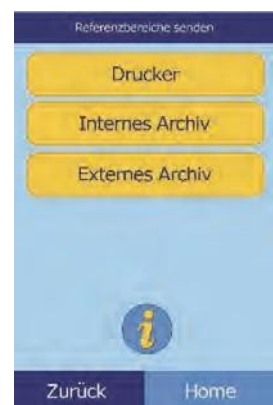 Referenzbereiche senden
Drucker
Internes Archiv
Externes Archiv
i
Zurück Home